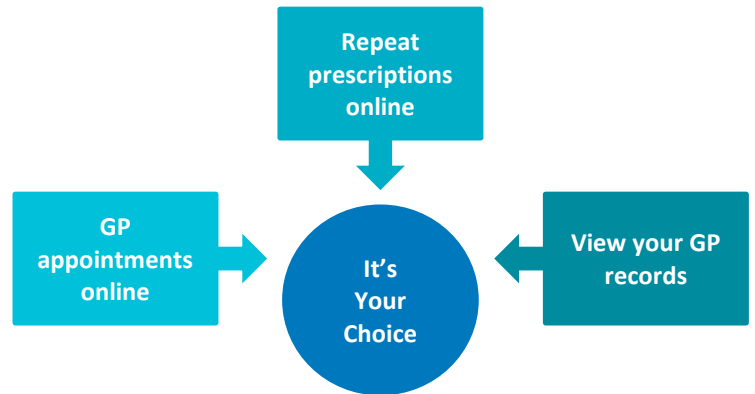 Repeat
prescriptions
online
GP
appointments
online
It’s
Your
Choice
View your GP
records